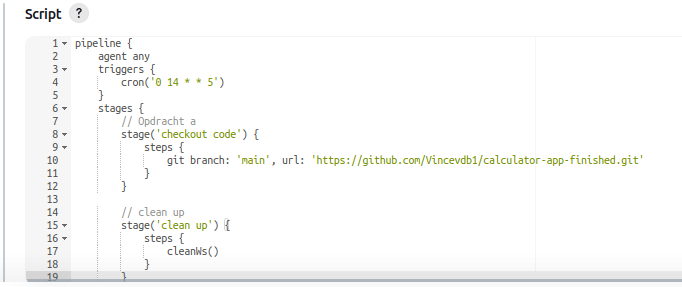 Script ?
1 pipeline {
2 agent any
3 triggers {
4 cron('0 14 * * 5')
5 }
6 stages {
7 // Opdracht a
8 stage('checkout code') {
9 steps {
10 git branch: 'main', url: 'https://github.com/Vincevdb1/calculator-app-finished.git'
11 }
12 }
13
14 // clean up
15 stage('clean up') {
16 steps {
17 cleanWs()
18 }
19 }